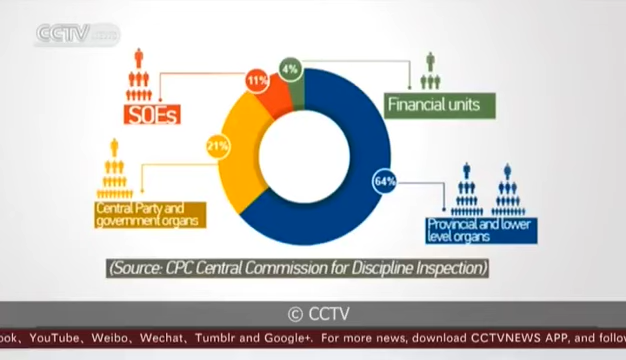 CCTV
4%
11%
SOEs
Financial units
21%
64%
Central Party and
government organs
Provincial and lower
level organs
(Source: CPC Central Commission for Discipline Inspection)
© CCTV
ook、YouTube、Weibo、Wechat、Tumblr and Google+. For more news, download CCTVNEWS APP, and follo